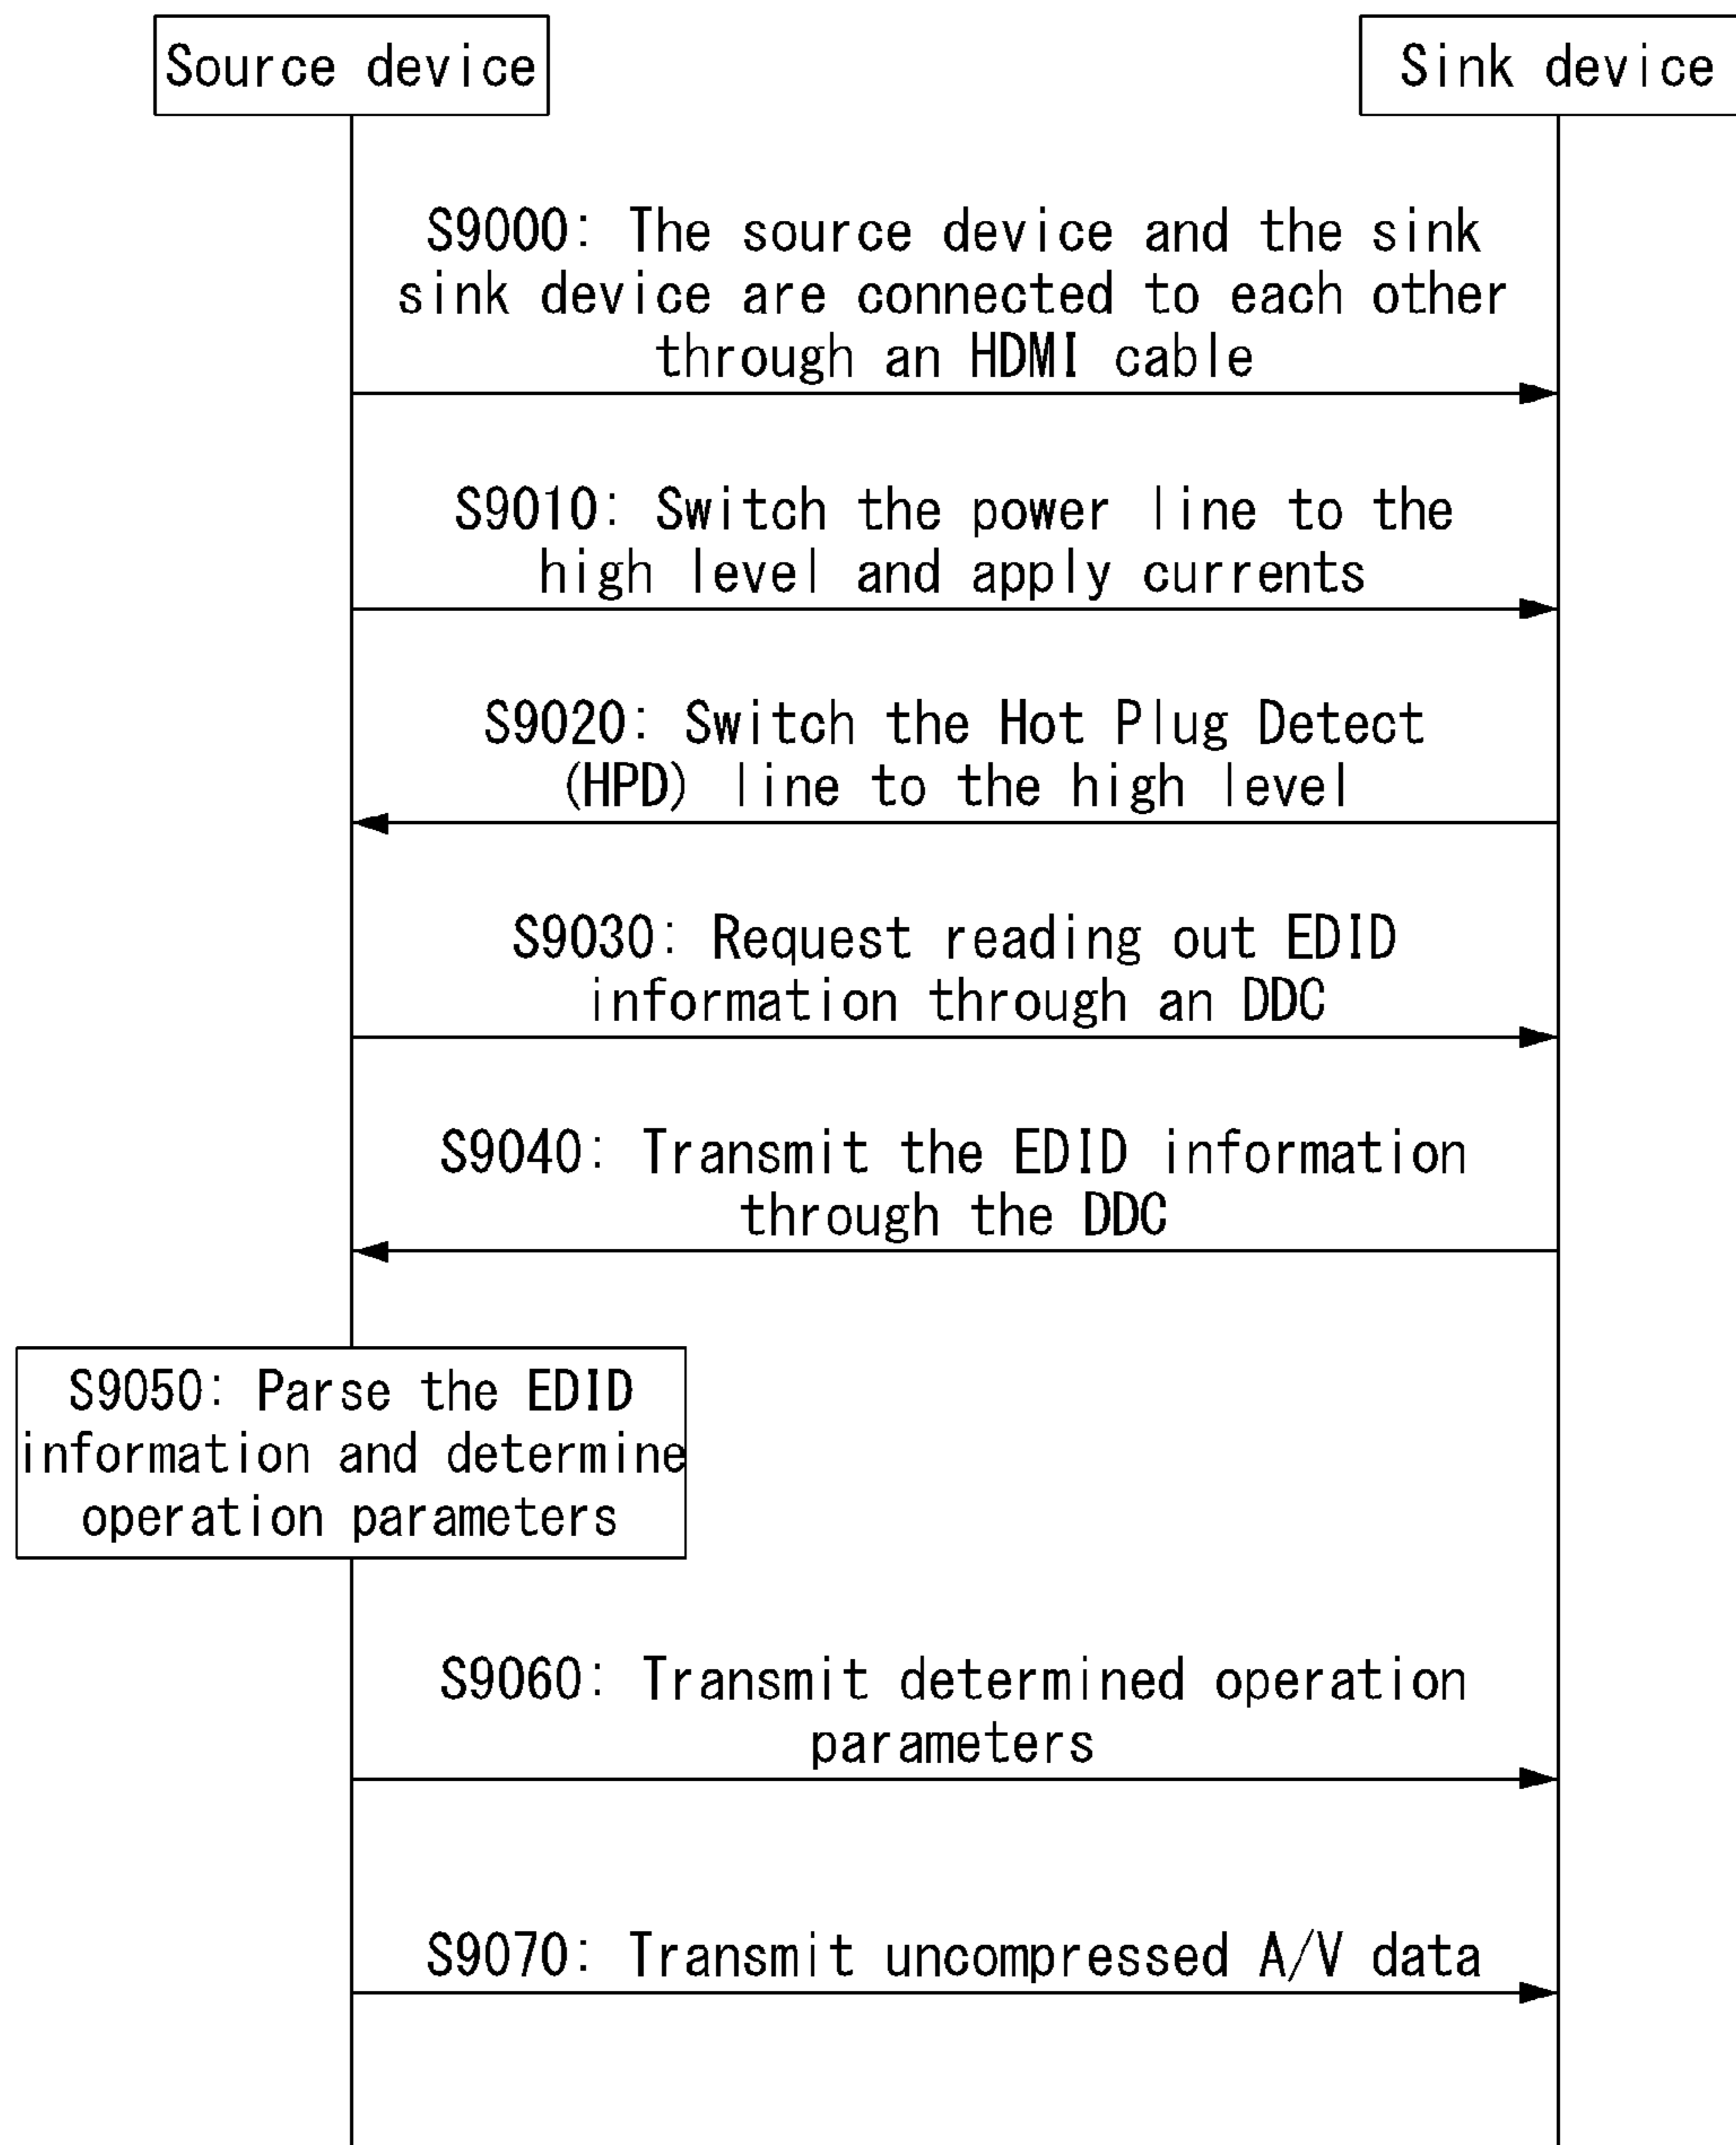 Source device
Sink device
S9000: The source device and the sink
sink device are connected to each other
through an HDMI cable
S9010: Switch the power line to the
high level and apply currents
S9020: Switch the Hot Plug Detect
(HPD) line to the high level
S9030: Request reading out EDID
information through an DDC
S9040: Transmit the EDID information
through the DDC
S9050: Parse the EDID
information and determine
operation parameters
S9060: Transmit determined operation
parameters
S9070: Transmit uncompressed A/V data